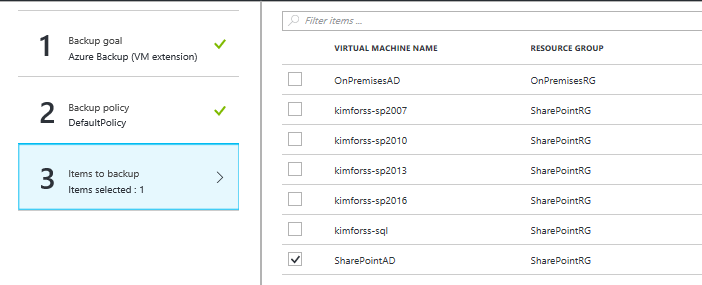 1
Backup goal
Azure Backup (VM extension)
2
Backup policy
DefaultPolicy
3
Items to backup
Items selected : 1
Filter items ...
VIRTUAL MACHINE NAME RESOURCE GROUP
OnPremisesAD OnPremisesRG
kimforss-sp2007 SharePointRG
kimforss-sp2010 SharePointRG
kimforss-sp2013 SharePointRG
kimforss-sp2016 SharePointRG
kimforss-sql SharePointRG
SharePointAD SharePointRG